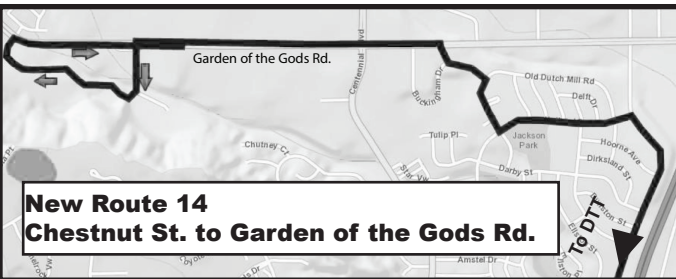 Garden of the Gods Rd.
Centennial Blvd
Buckingham Dr
Old Dutch Mill Rd
Delft Dr
Tulip Pl
Jackson
Park
Hoorne Ave
Chutney Ct
Darby St
Dirksland St
New Route 14
Chestnut St. to Garden of the Gods Rd.
To DTT
Amstel Dr